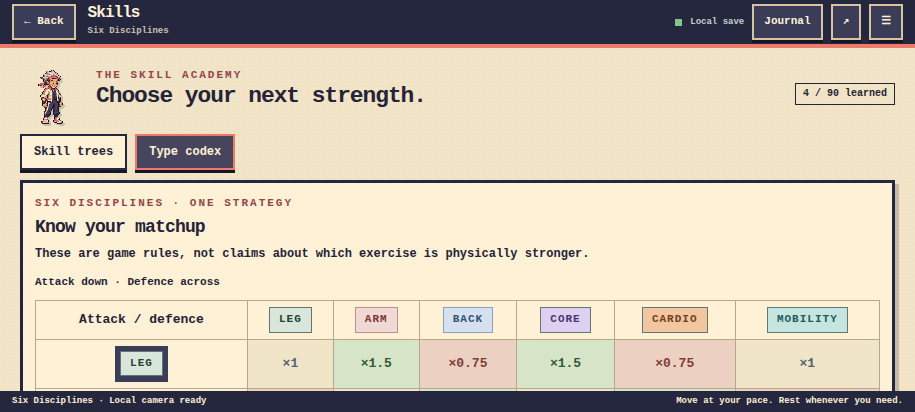 ← Back
Skills
Six Disciplines
Local save
Journal
↗
☰
THE SKILL ACADEMY
Choose your next strength.
4 / 90 learned
Skill trees
Type codex
SIX DISCIPLINES · ONE STRATEGY
Know your matchup
These are game rules, not claims about which exercise is physically stronger.
Attack down · Defence across
Attack / defence LEG ARM BACK CORE CARDIO MOBILITY
LEG ×1 ×1.5 ×0.75 ×1.5 ×0.75 ×1
Six Disciplines · Local camera ready
Move at your pace. Rest whenever you need.